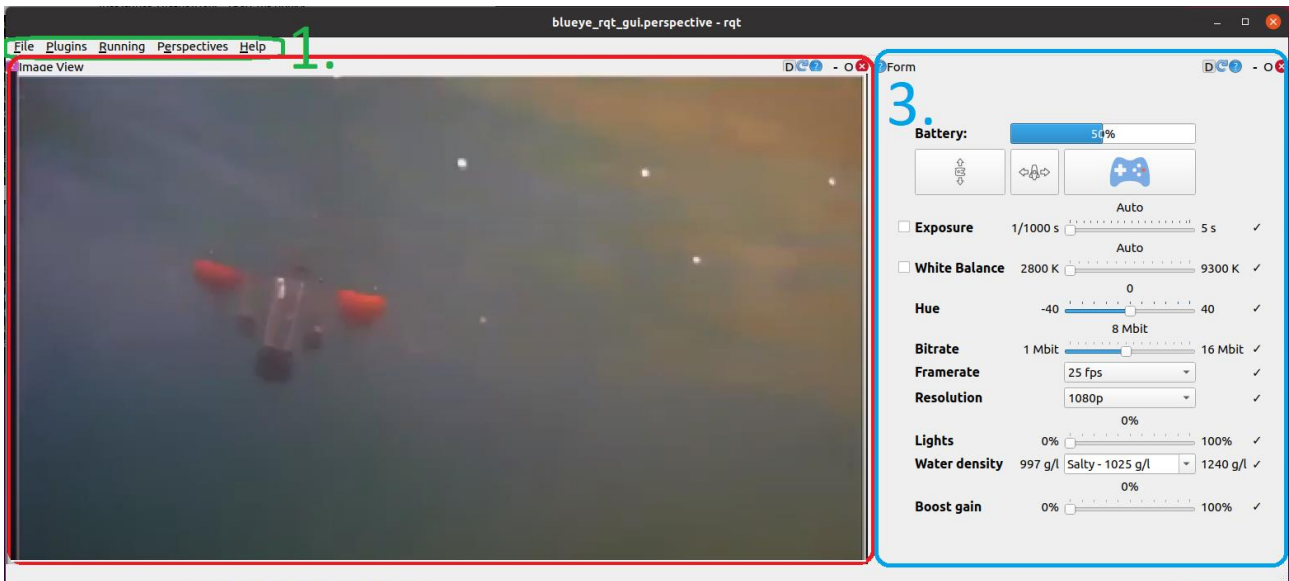 blueye_rqt_gui.perspective - rqt
File Plugins Running Perspectives Help
1.
Image View
D ? - O
? Form
D ? - O
3.
Battery: 50%
Auto
Exposure 1/1000 s 5 s ✓
Auto
White Balance 2800 K 9300 K ✓
0
Hue -40 40 ✓
8 Mbit
Bitrate 1 Mbit 16 Mbit ✓
Framerate 25 fps ✓
Resolution 1080p ✓
0%
Lights 0% 100% ✓
Water density 997 g/l Salty - 1025 g/l 1240 g/l ✓
0%
Boost gain 0% 100% ✓